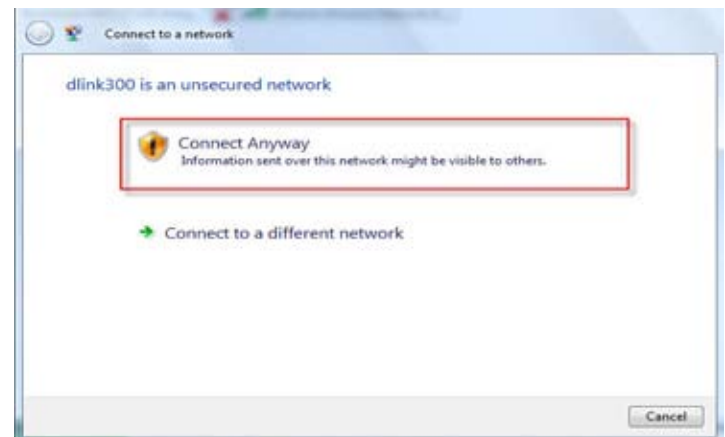 Connect to a network
dlink300 is an unsecured network
Connect Anyway
Information sent over this network might be visible to others.
Connect to a different network
Cancel